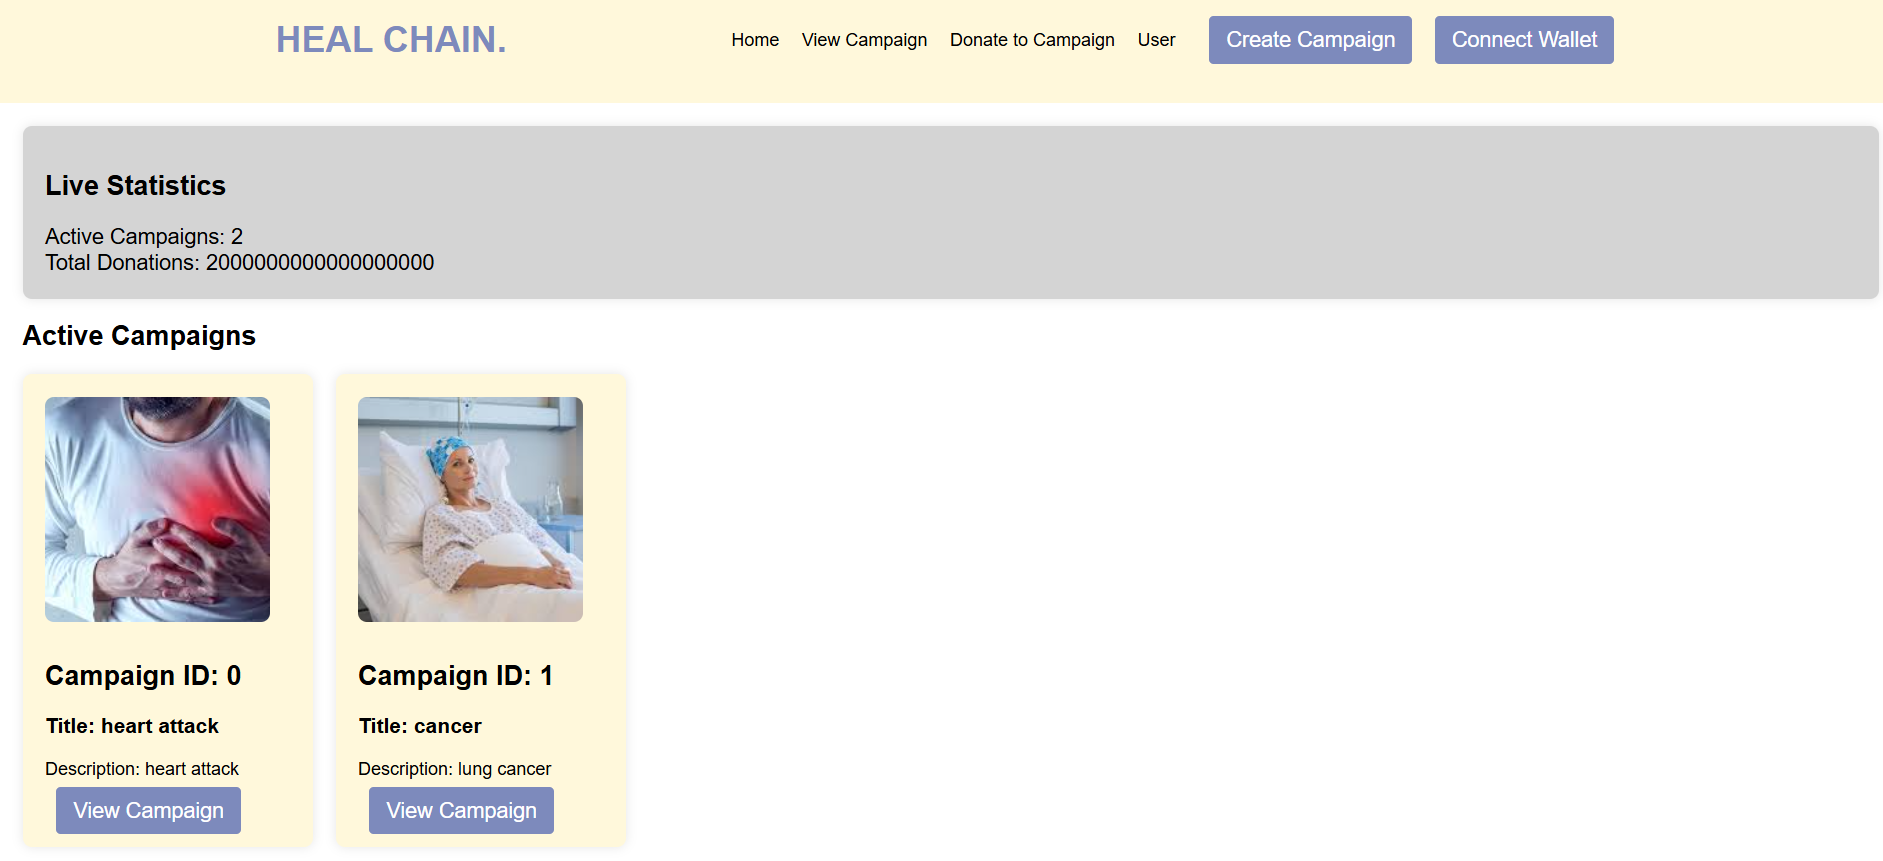 HEAL CHAIN.
Home
View Campaign
Donate to Campaign
User
Create Campaign
Connect Wallet
Live Statistics
Active Campaigns: 2
Total Donations: 2000000000000000000
Active Campaigns
Campaign ID: 0
Title: heart attack
Description: heart attack
View Campaign
Campaign ID: 1
Title: cancer
Description: lung cancer
View Campaign